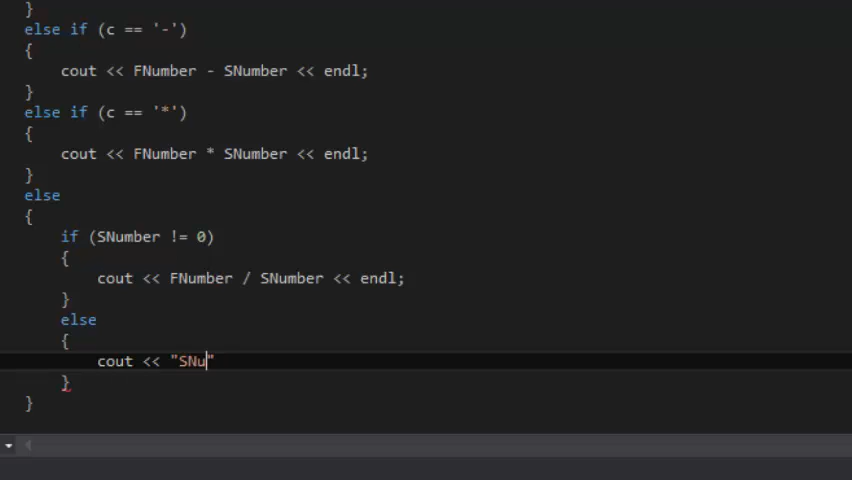 }
else if (c == '-')
{
cout << FNumber - SNumber << endl;
}
else if (c == '*')
{
cout << FNumber * SNumber << endl;
}
else
{
if (SNumber != 0)
{
cout << FNumber / SNumber << endl;
}
else
{
cout << "SNu"
}
}